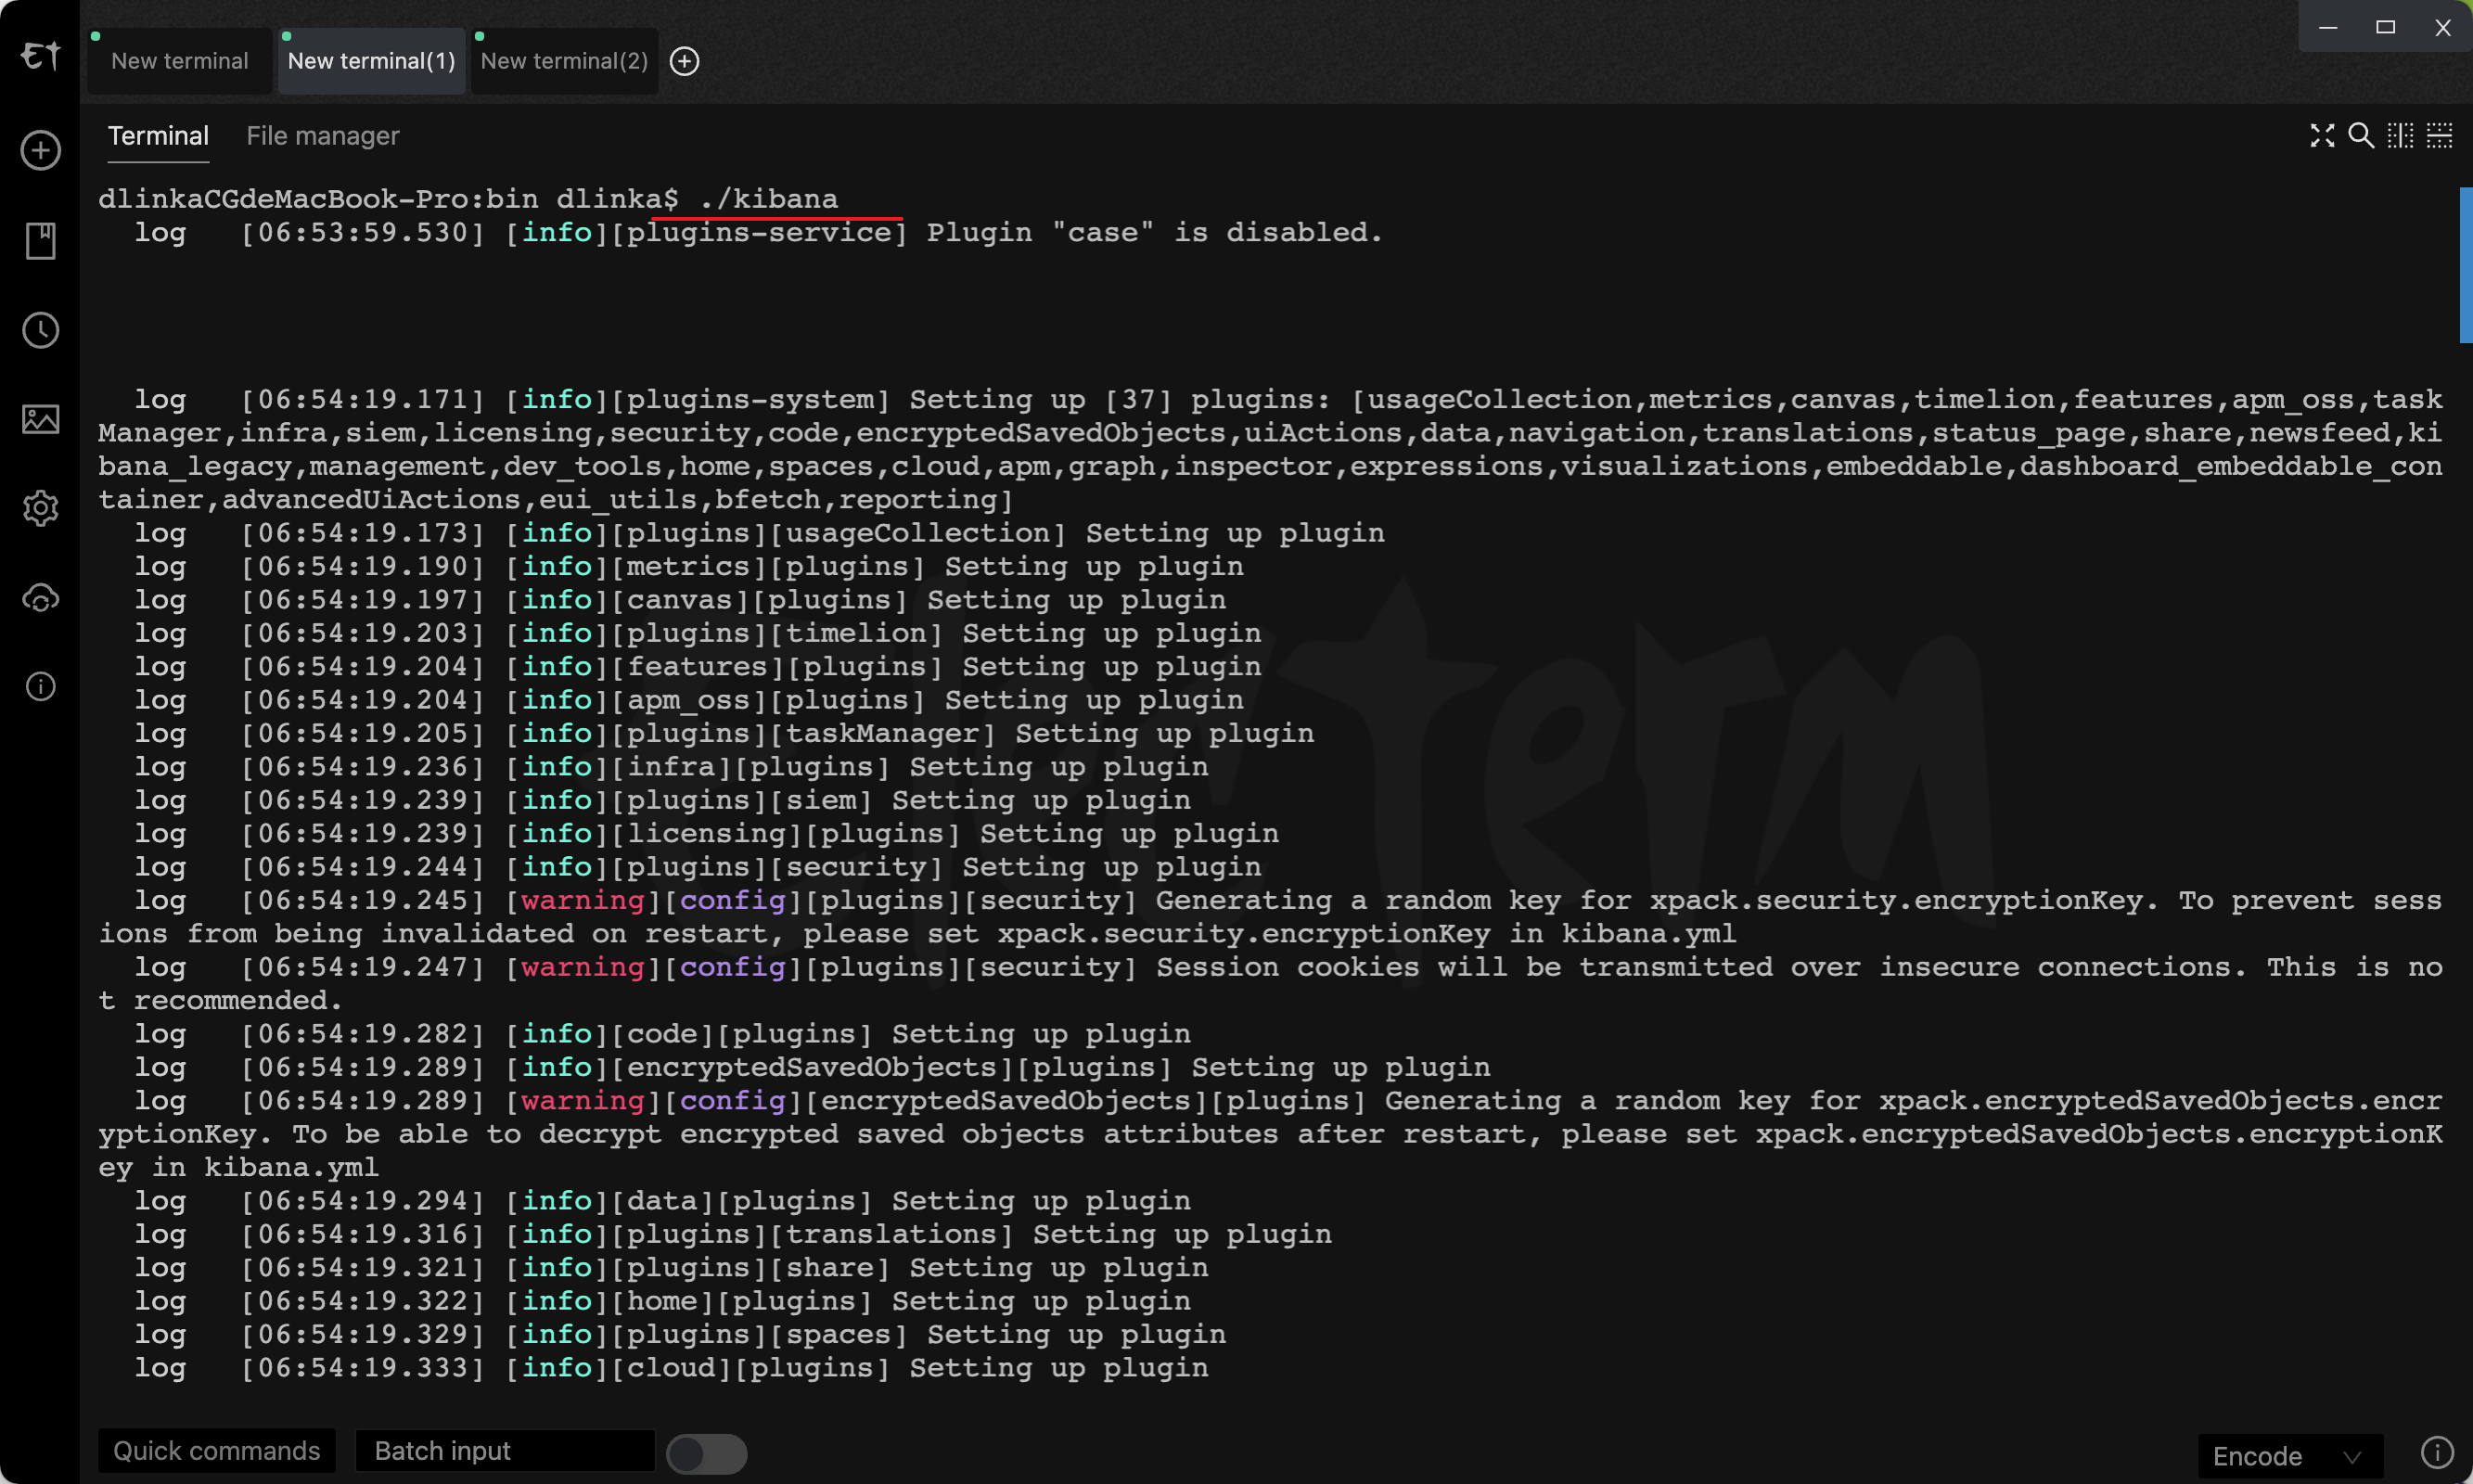 New terminal
New terminal(1)
New terminal(2)
Terminal
File manager
dlinkaCGdeMacBook-Pro:bin dlinka$ ./kibana
log [06:53:59.530] [info][plugins-service] Plugin "case" is disabled.
log [06:54:19.171] [info][plugins-system] Setting up [37] plugins: [usageCollection,metrics,canvas,timelion,features,apm_oss,task
Manager,infra,siem,licensing,security,code,encryptedSavedObjects,uiActions,data,navigation,translations,status_page,share,newsfeed,ki
bana_legacy,management,dev_tools,home,spaces,cloud,apm,graph,inspector,expressions,visualizations,embeddable,dashboard_embeddable_con
tainer,advancedUiActions,eui_utils,bfetch,reporting]
log [06:54:19.173] [info][plugins][usageCollection] Setting up plugin
log [06:54:19.190] [info][metrics][plugins] Setting up plugin
log [06:54:19.197] [info][canvas][plugins] Setting up plugin
log [06:54:19.203] [info][plugins][timelion] Setting up plugin
log [06:54:19.204] [info][features][plugins] Setting up plugin
log [06:54:19.204] [info][apm_oss][plugins] Setting up plugin
log [06:54:19.205] [info][plugins][taskManager] Setting up plugin
log [06:54:19.236] [info][infra][plugins] Setting up plugin
log [06:54:19.239] [info][plugins][siem] Setting up plugin
log [06:54:19.239] [info][licensing][plugins] Setting up plugin
log [06:54:19.244] [info][plugins][security] Setting up plugin
log [06:54:19.245] [warning][config][plugins][security] Generating a random key for xpack.security.encryptionKey. To prevent sess
ions from being invalidated on restart, please set xpack.security.encryptionKey in kibana.yml
log [06:54:19.247] [warning][config][plugins][security] Session cookies will be transmitted over insecure connections. This is no
t recommended.
log [06:54:19.282] [info][code][plugins] Setting up plugin
log [06:54:19.289] [info][encryptedSavedObjects][plugins] Setting up plugin
log [06:54:19.289] [warning][config][encryptedSavedObjects][plugins] Generating a random key for xpack.encryptedSavedObjects.encr
yptionKey. To be able to decrypt encrypted saved objects attributes after restart, please set xpack.encryptedSavedObjects.encryptionK
ey in kibana.yml
log [06:54:19.294] [info][data][plugins] Setting up plugin
log [06:54:19.316] [info][plugins][translations] Setting up plugin
log [06:54:19.321] [info][plugins][share] Setting up plugin
log [06:54:19.322] [info][home][plugins] Setting up plugin
log [06:54:19.329] [info][plugins][spaces] Setting up plugin
log [06:54:19.333] [info][cloud][plugins] Setting up plugin
electerm
Quick commands
Batch input
Encode